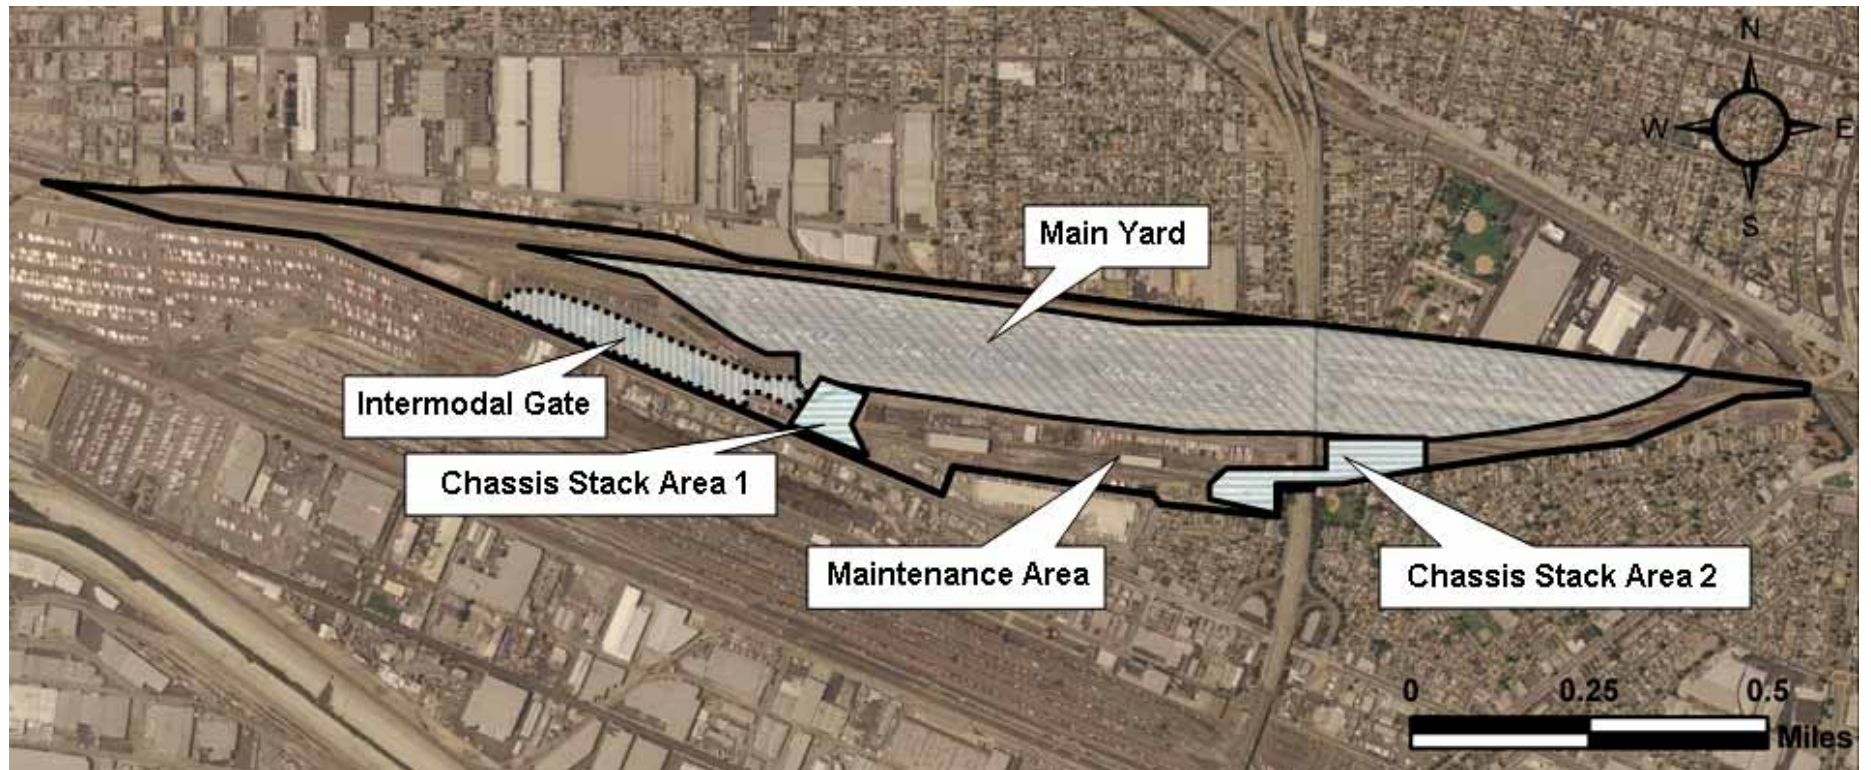 N
W E
S
Main Yard
Intermodal Gate
Chassis Stack Area 1
Maintenance Area
Chassis Stack Area 2
0 0.25 0.5
Miles